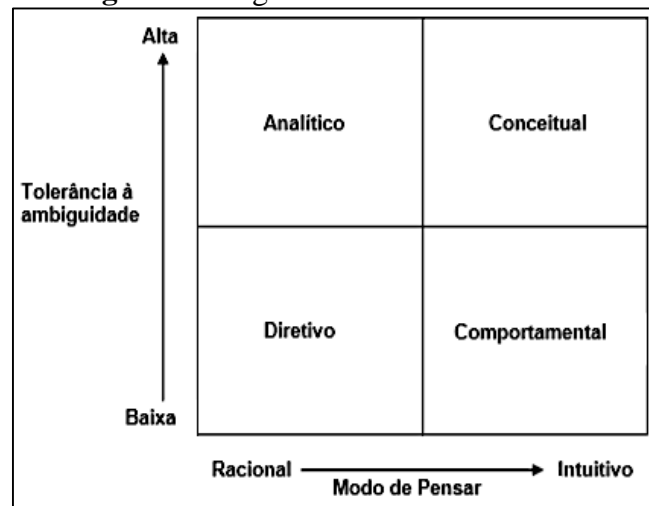 Alta
Analítico
Conceitual
Tolerância à
ambiguidade
Diretivo
Comportamental
Baixa
Racional
Intuitivo
Modo de Pensar